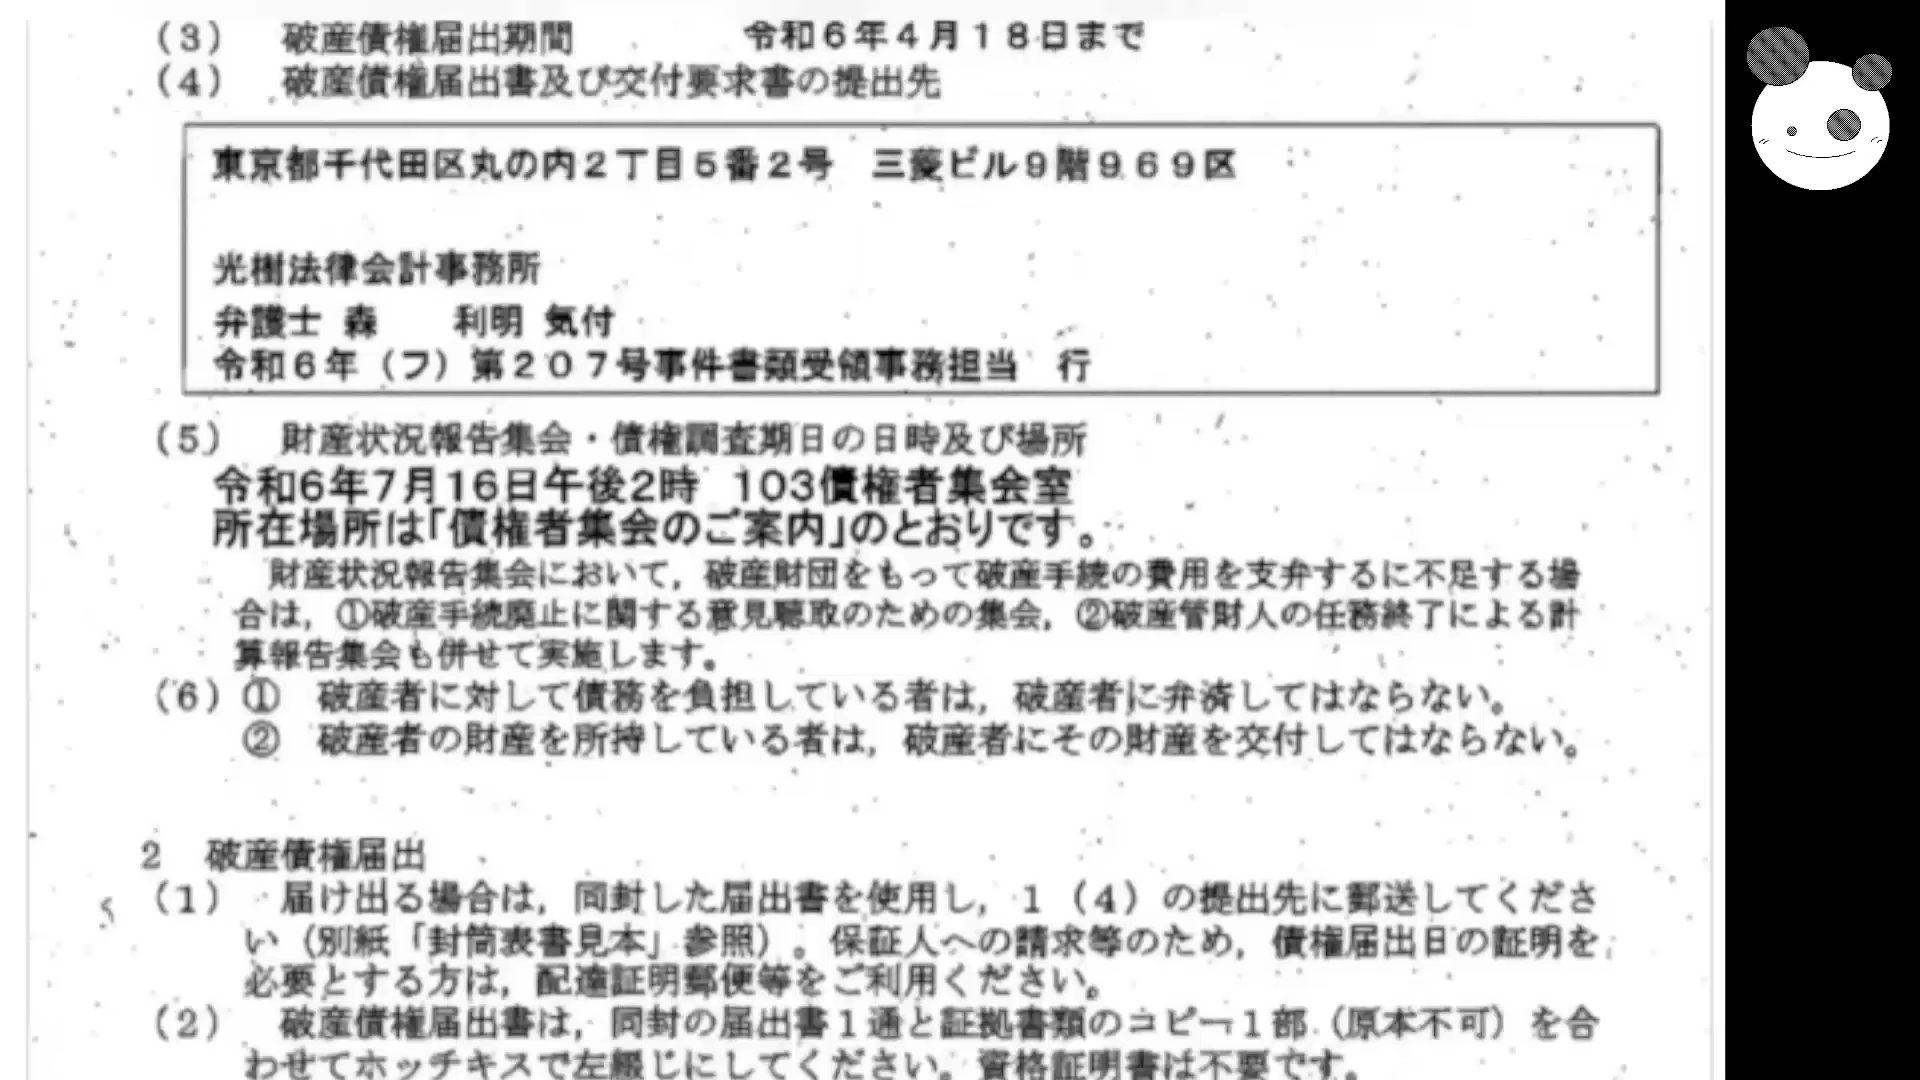 （３）　破産債権届出期間　　　　令和６年４月１８日まで
（４）　破産債権届出書及び交付要求書の提出先
東京都千代田区丸の内２丁目５番２号　三菱ビル９階９６９区
光樹法律会計事務所
弁護士 森　　利明 気付
令和６年（フ）第２０７号事件書類受領事務担当　行
（５）　財産状況報告集会・債権調査期日の日時及び場所
令和6年7月16日午後2時　103債権者集会室
所在場所は「債権者集会のご案内」のとおりです。
財産状況報告集会において，破産財団をもって破産手続の費用を支弁するに不足する場
合は，①破産手続廃止に関する意見聴取のための集会，②破産管財人の任務終了による計
算報告集会も併せて実施します。
（６）①　破産者に対して債務を負担している者は，破産者に弁済してはならない。
②　破産者の財産を所持している者は，破産者にその財産を交付してはならない。
２　破産債権届出
（１）　届け出る場合は，同封した届出書を使用し，１（４）の提出先に郵送してくださ
い（別紙「封筒表書見本」参照）。保証人への請求等のため，債権届出日の証明を
必要とする方は，配達証明郵便等をご利用ください。
（２）　破産債権届出書は，同封の届出書１通と証拠書類のコピー１部（原本不可）を合
わせてホッチキスで左綴じにしてください。資格証明書は不要です。